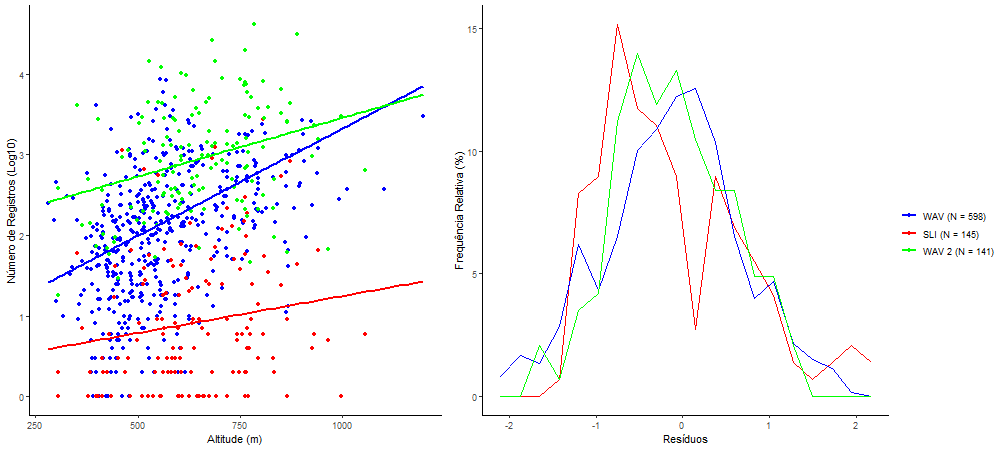 Número de Registros (Log10)
4
3
2
1
0
250
500
750
1000
Altitude (m)
Frequência Relativa (%)
15
10
5
0
-2
-1
0
1
2
Resíduos
WAV (N = 598)
SLI (N = 145)
WAV 2 (N = 141)